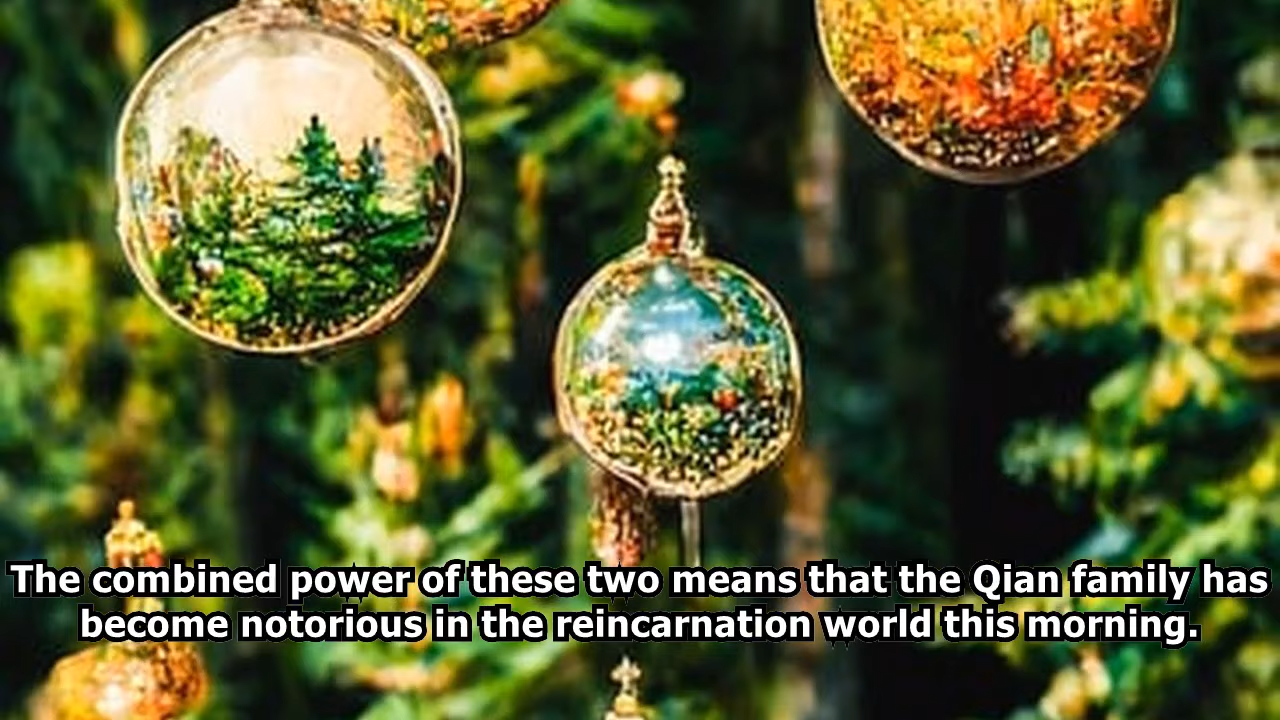 The combined power of these two means that the Qian family has
become notorious in the reincarnation world this morning.